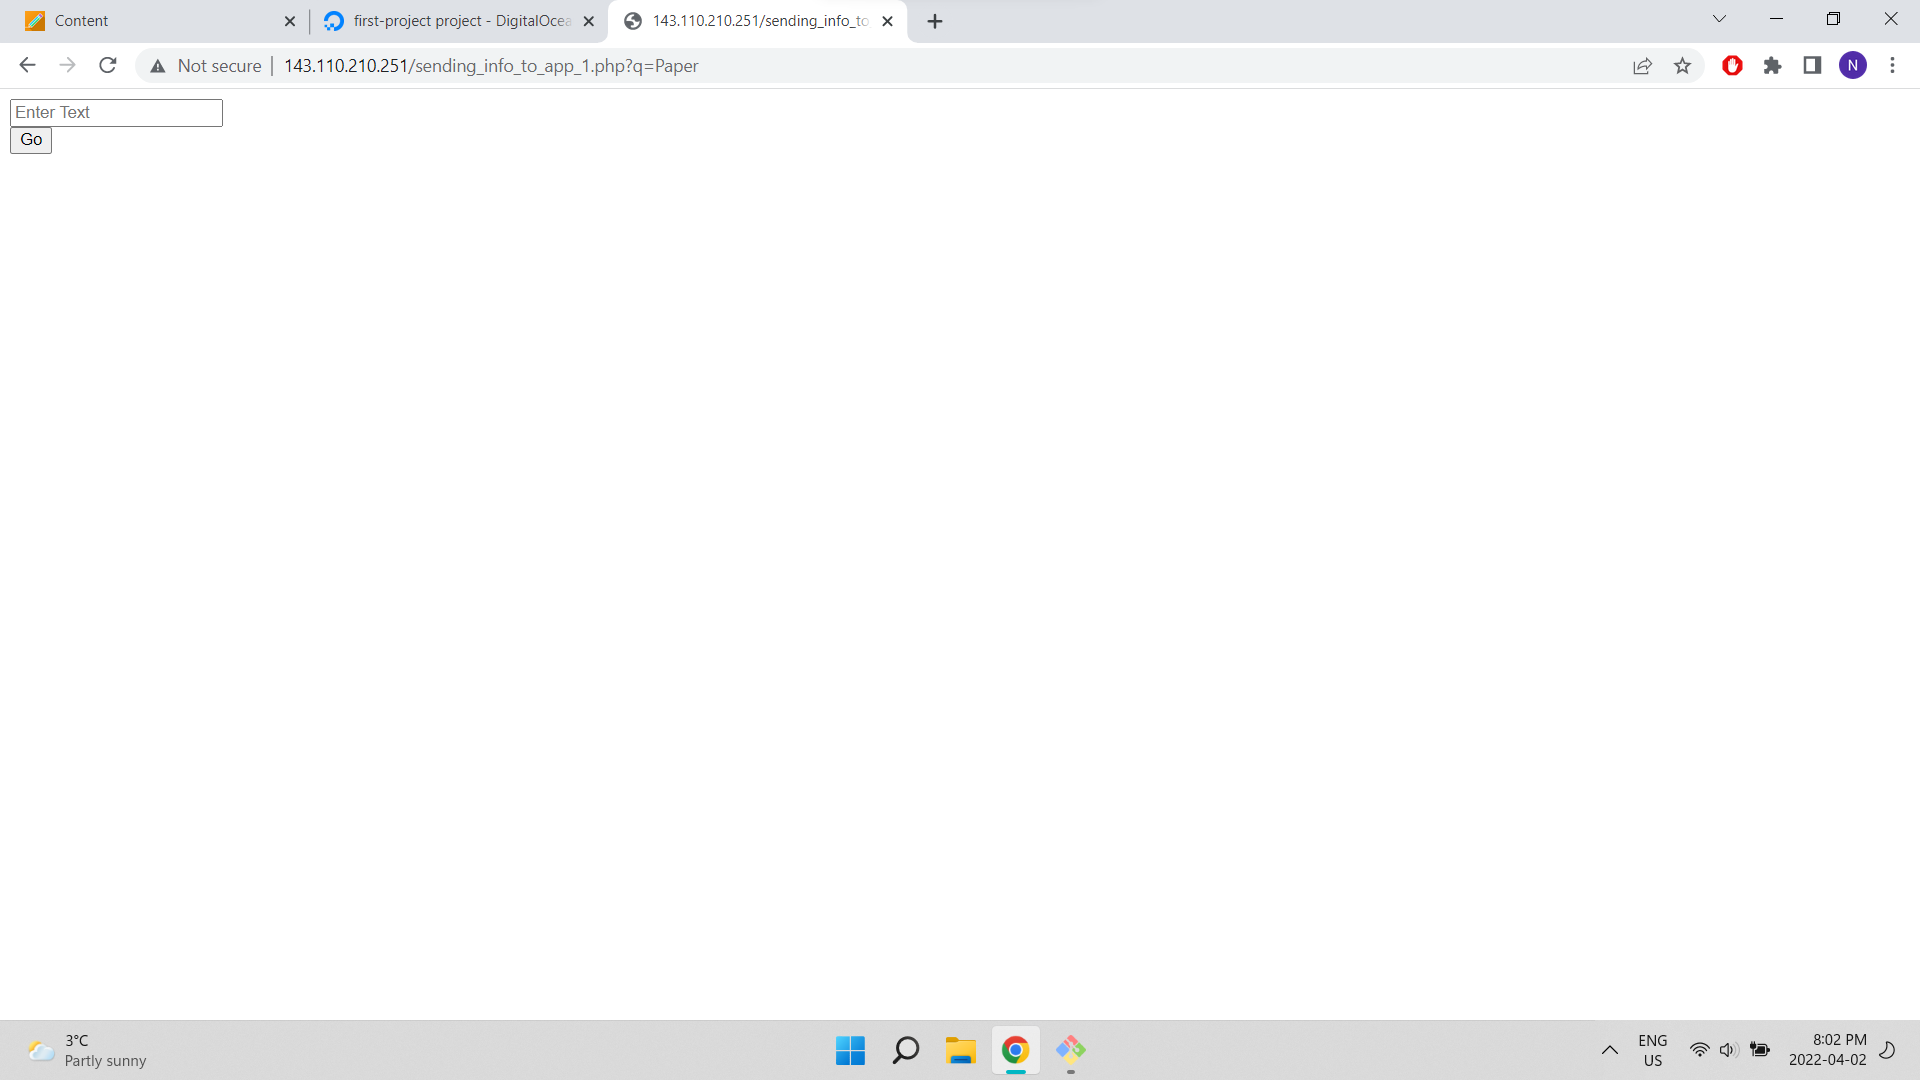 Content
first-project project - DigitalOcea
143.110.210.251/sending_info_to
Not secure
143.110.210.251/sending_info_to_app_1.php?q=Paper
N
Enter Text
Go
3°C
Partly sunny
ENG
US
8:02 PM
2022-04-02